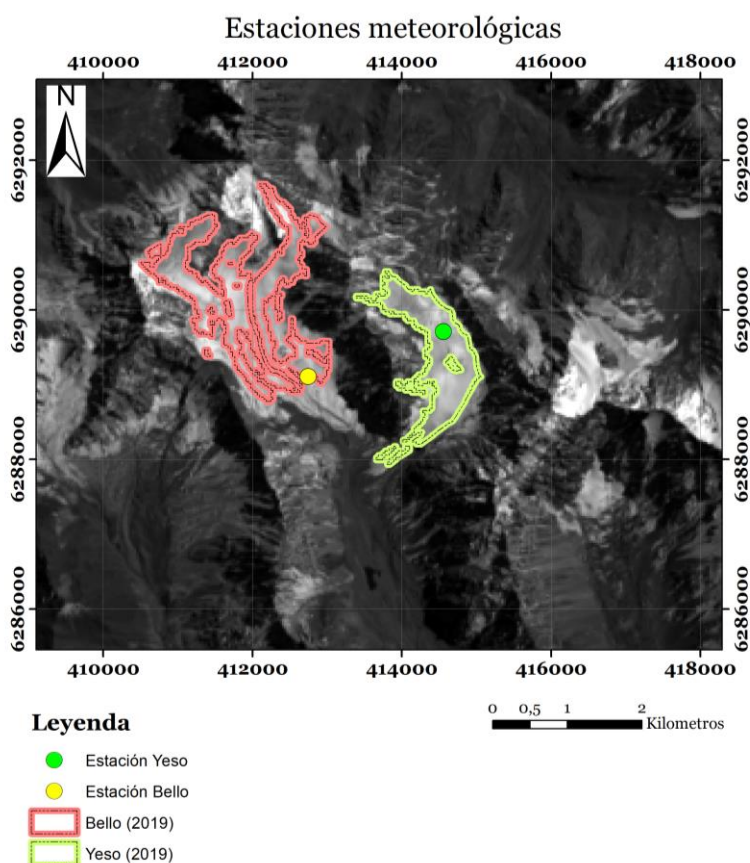 Estaciones meteorológicas
410000 412000 414000 416000 418000
N
6292000 6292000
6290000 6290000
6288000 6288000
6286000 6286000
410000 412000 414000 416000 418000
Leyenda
0 0,5 1 2
Kilometros
Estación Yeso
Estación Bello
Bello (2019)
Yeso (2019)